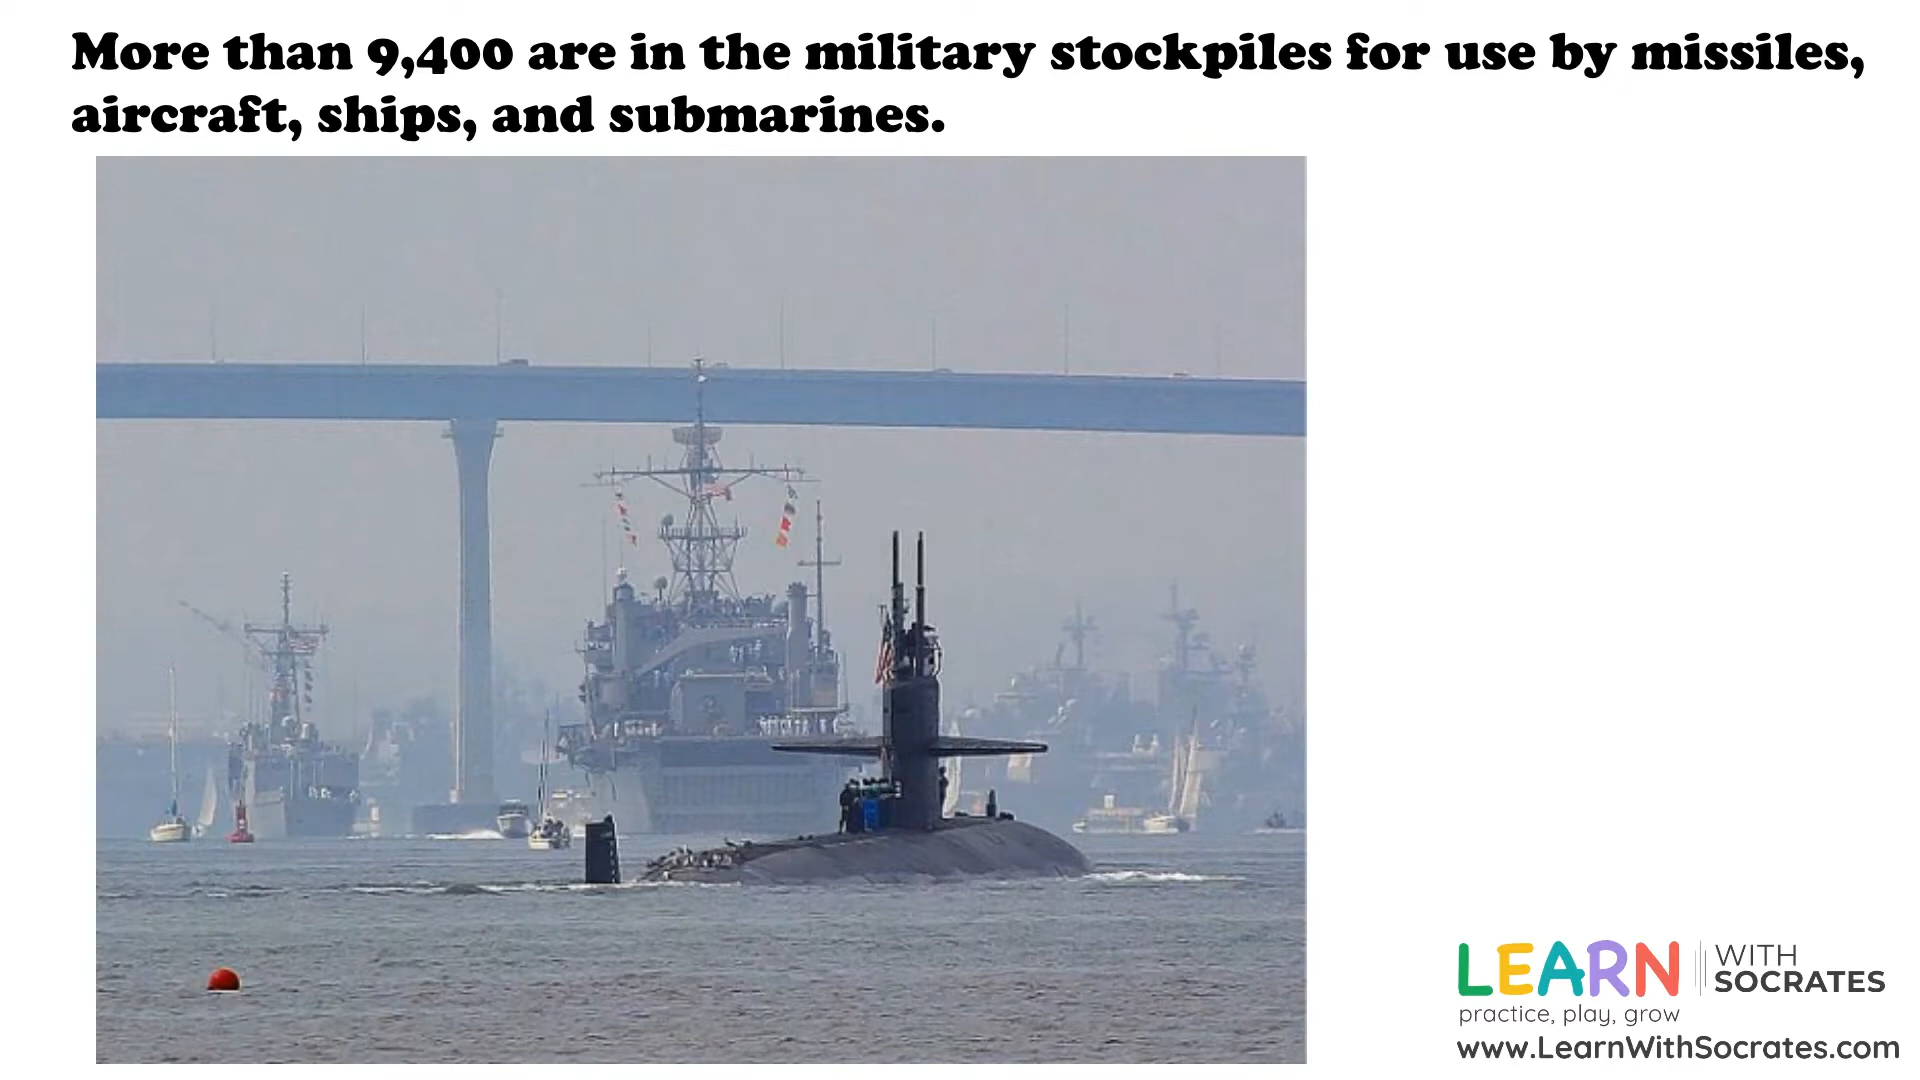 More than 9,400 are in the military stockpiles for use by missiles,
aircraft, ships, and submarines.
LEARN WITH
SOCRATES
practice, play, grow
www.LearnWithSocrates.com